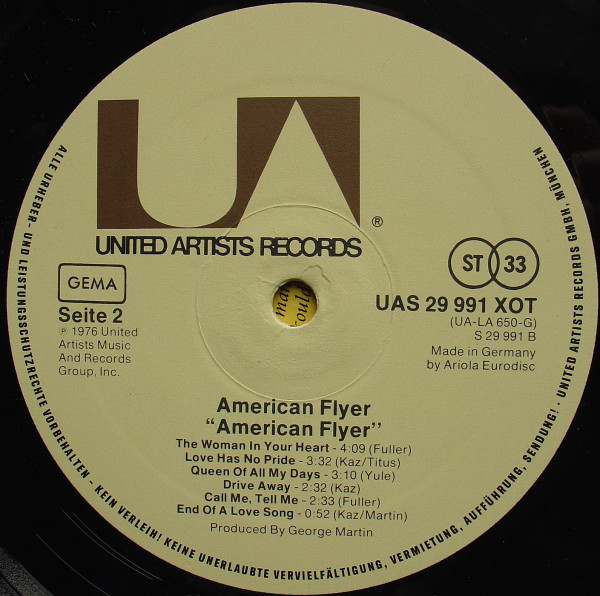 UA
®
UNITED ARTISTS RECORDS
GEMA
Seite 2
℗ 1976 United
Artists Music
And Records
Group, Inc.
ST 33
UAS 29 991 XOT
(UA-LA 650-G)
S 29 991 B
Made in Germany
by Ariola Eurodisc
American Flyer
“American Flyer”
The Woman In Your Heart - 4:09 (Fuller)
Love Has No Pride - 3:32 (Kaz/Titus)
Queen Of All My Days - 3:10 (Yule)
Drive Away - 2:32 (Kaz)
Call Me, Tell Me - 2:33 (Fuller)
End Of A Love Song - 0:52 (Kaz/Martin)
Produced By George Martin
ALLE URHEBER- UND LEISTUNGSSCHUTZRECHTE VORBEHALTEN - KEIN VERLEIH! KEINE UNERLAUBTE VERVIELFÄLTIGUNG, VERMIETUNG, AUFFÜHRUNG, SENDUNG! · UNITED ARTISTS RECORDS GMBH, MÜNCHEN